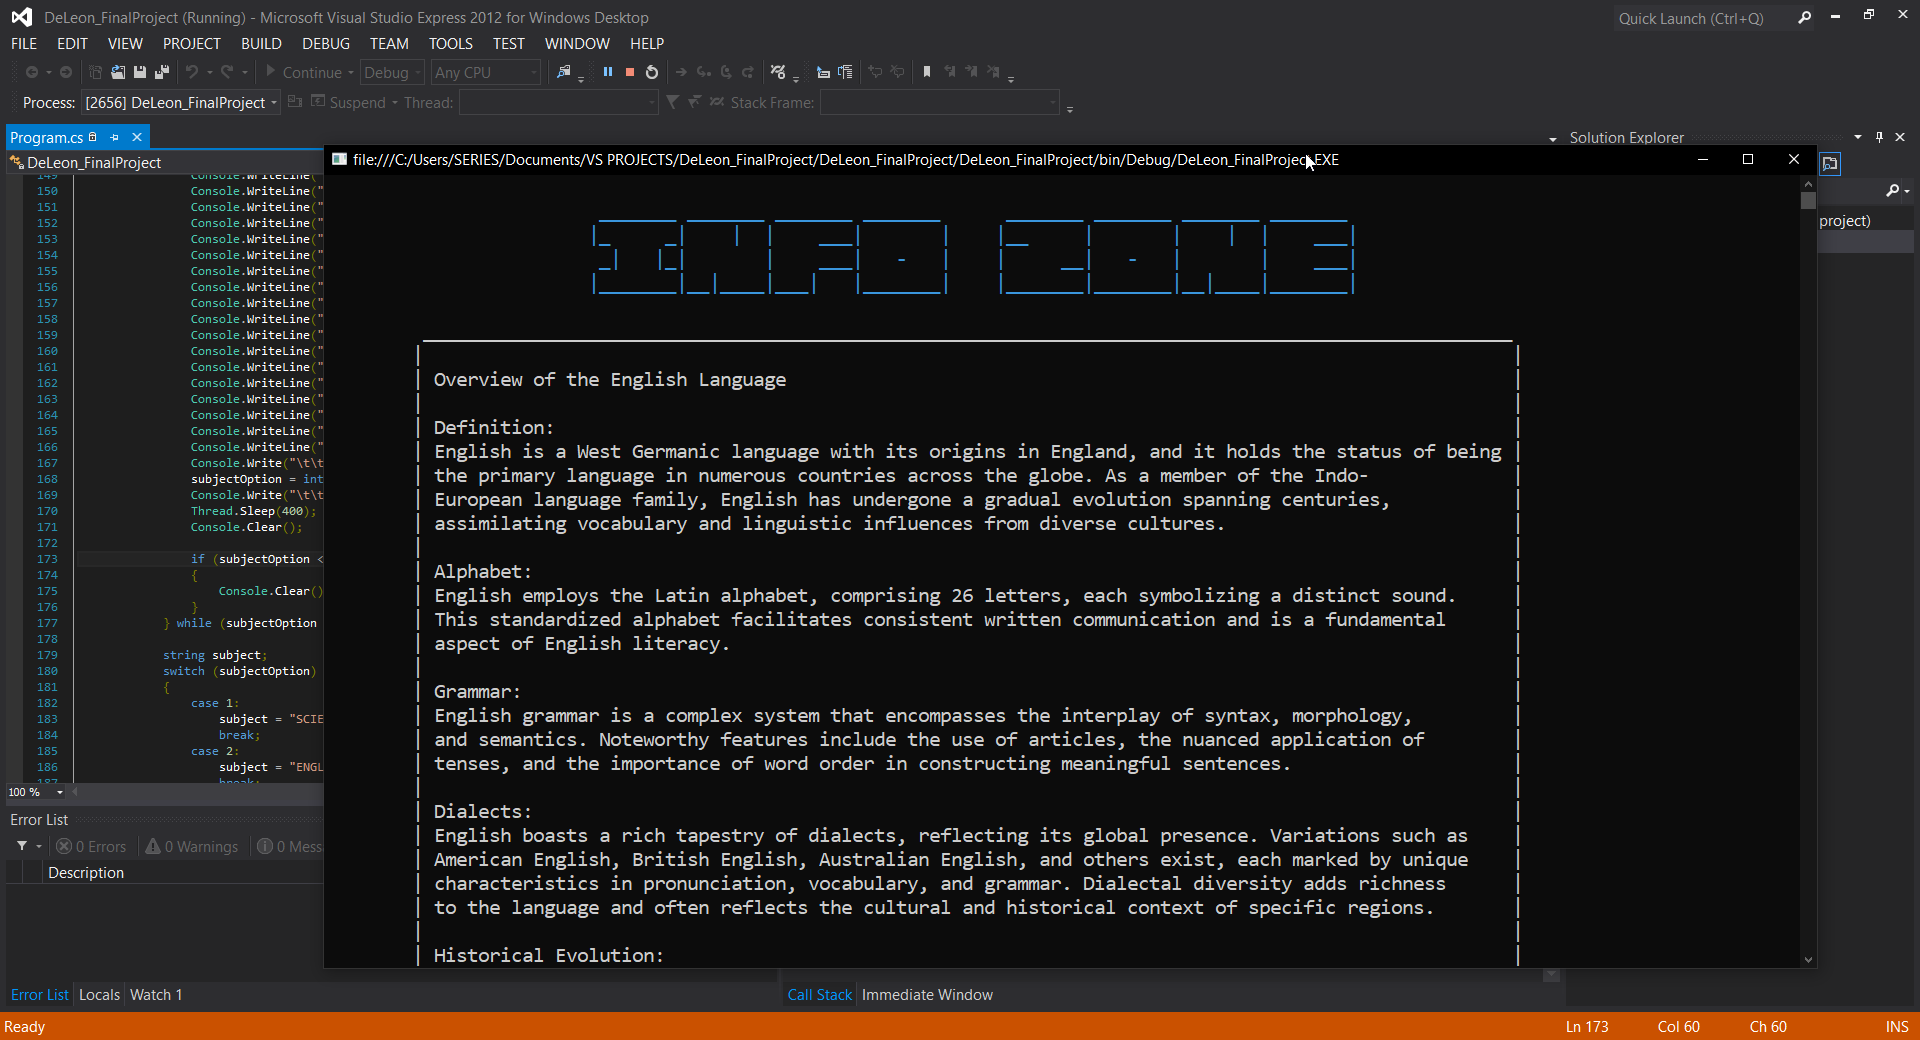 DeLeon_FinalProject (Running) - Microsoft Visual Studio Express 2012 for Windows Desktop
Quick Launch (Ctrl+Q)
FILE EDIT VIEW PROJECT BUILD DEBUG TEAM TOOLS TEST WINDOW HELP
Continue Debug Any CPU
Process: [2656] DeLeon_FinalProject Suspend Thread: Stack Frame:
Program.cs
Solution Explorer
DeLeon_FinalProject
file:///C:/Users/SERIES/Documents/VS PROJECTS/DeLeon_FinalProject/DeLeon_FinalProject/DeLeon_FinalProject/bin/Debug/DeLeon_FinalProject.EXE
project)
149 Console.WriteLine("
150 Console.WriteLine("
151 Console.WriteLine("
152 Console.WriteLine("
153 Console.WriteLine("
154 Console.WriteLine("
155 Console.WriteLine("
156 Console.WriteLine("
157 Console.WriteLine("
158 Console.WriteLine("
159 Console.WriteLine("
160 Console.WriteLine("
161 Console.WriteLine("
162 Console.WriteLine("
163 Console.WriteLine("
164 Console.WriteLine("
165 Console.WriteLine("
166 Console.WriteLine("
167 Console.Write("\t\t
168 subjectOption = int
169 Console.Write("\t\t
170 Thread.Sleep(400);
171 Console.Clear();
172
173 if (subjectOption <
174 {
175 Console.Clear()
176 }
177 } while (subjectOption
178
179 string subject;
180 switch (subjectOption)
181 {
182 case 1:
183 subject = "SCIE
184 break;
185 case 2:
186 subject = "ENGL
187 break;
INFO ZONE
Overview of the English Language
Definition:
English is a West Germanic language with its origins in England, and it holds the status of being
the primary language in numerous countries across the globe. As a member of the Indo-
European language family, English has undergone a gradual evolution spanning centuries,
assimilating vocabulary and linguistic influences from diverse cultures.
Alphabet:
English employs the Latin alphabet, comprising 26 letters, each symbolizing a distinct sound.
This standardized alphabet facilitates consistent written communication and is a fundamental
aspect of English literacy.
Grammar:
English grammar is a complex system that encompasses the interplay of syntax, morphology,
and semantics. Noteworthy features include the use of articles, the nuanced application of
tenses, and the importance of word order in constructing meaningful sentences.
Dialects:
English boasts a rich tapestry of dialects, reflecting its global presence. Variations such as
American English, British English, Australian English, and others exist, each marked by unique
characteristics in pronunciation, vocabulary, and grammar. Dialectal diversity adds richness
to the language and often reflects the cultural and historical context of specific regions.
Historical Evolution:
100 %
Error List
0 Errors 0 Warnings 0 Mess
Description
Error List Locals Watch 1
Call Stack Immediate Window
Ready
Ln 173 Col 60 Ch 60 INS